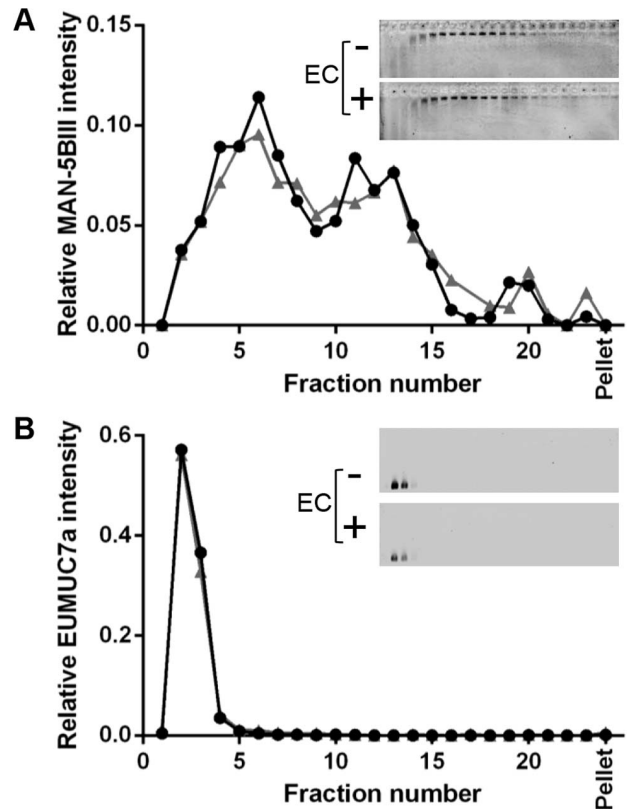 A
Relative MAN-5BIII intensity
0.15
0.10
0.05
0.00
EC
-
+
0
5
10
15
20
Pellet
Fraction number
B
Relative EUMUC7a intensity
0.6
0.4
0.2
0.0
EC
-
+
0
5
10
15
20
Pellet
Fraction number